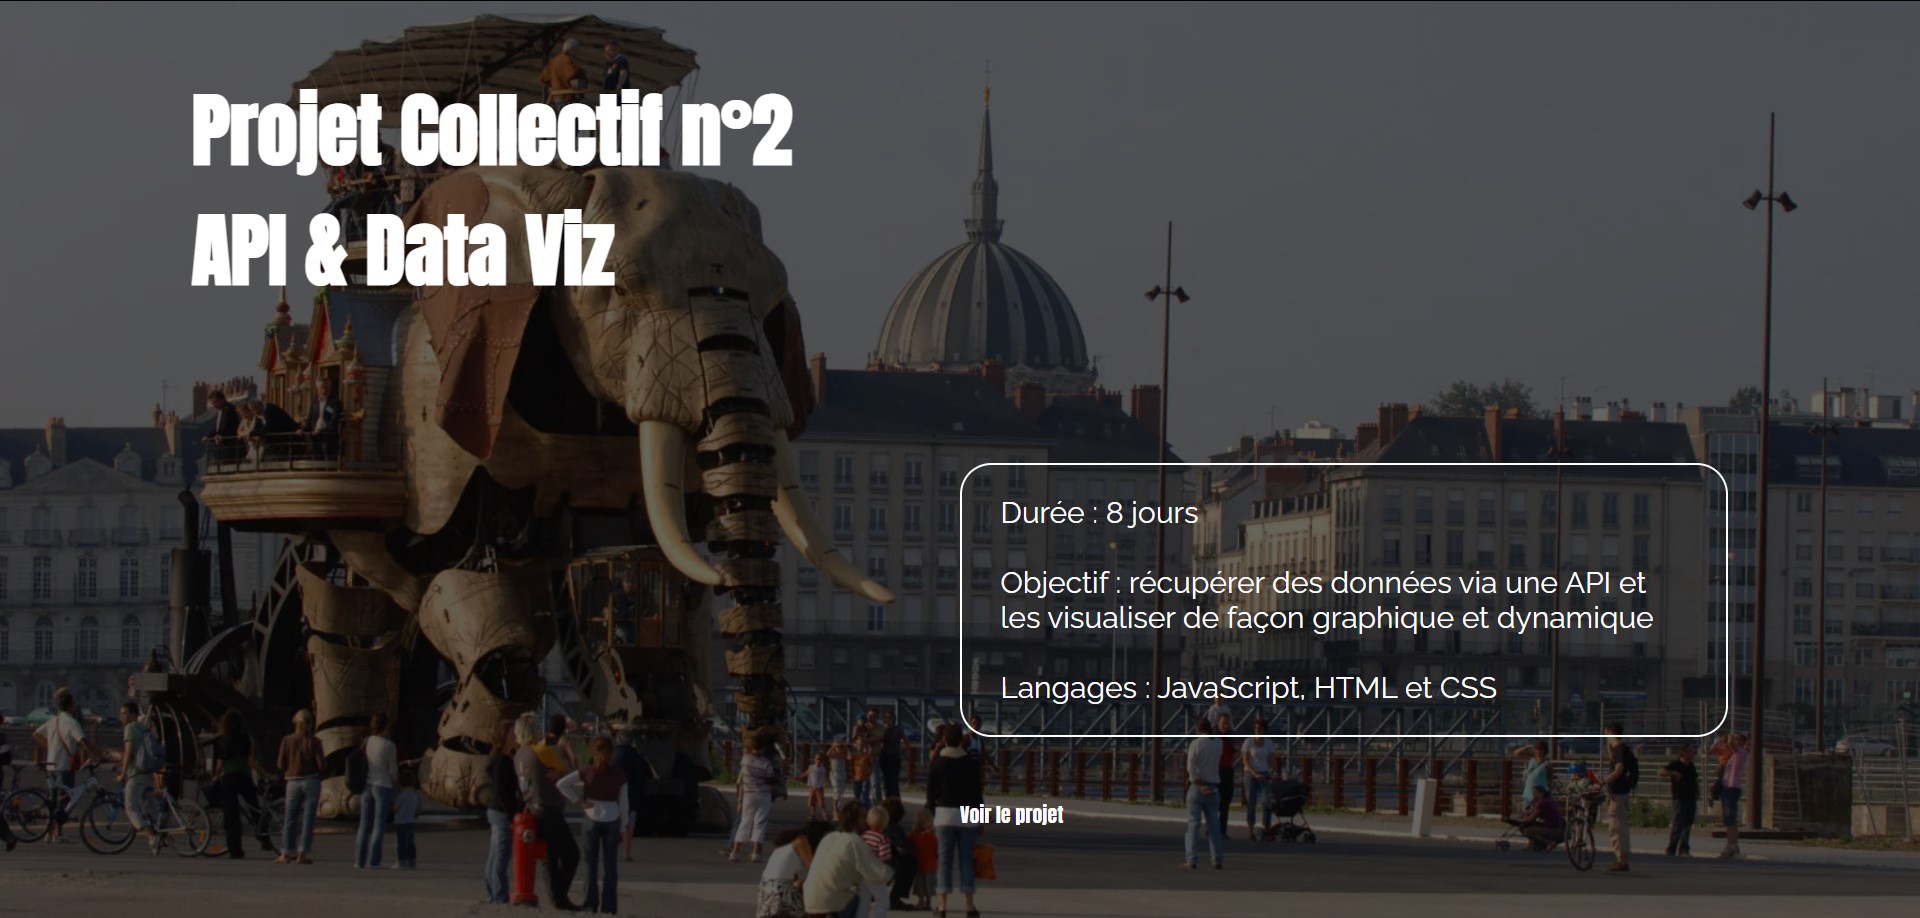 Projet Collectif n°2
API & Data Viz
Durée : 8 jours
Objectif : récupérer des données via une API et
les visualiser de façon graphique et dynamique
Langages : JavaScript, HTML et CSS
Voir le projet